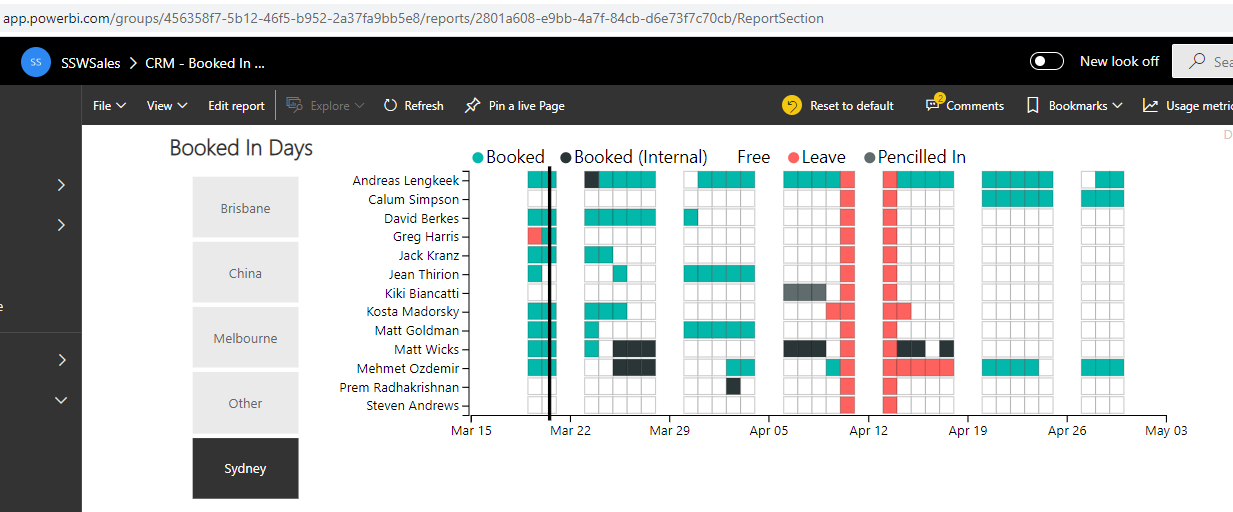 app.powerbi.com/groups/456358f7-5b12-46f5-b952-2a37fa9bb5e8/reports/2801a608-e9bb-4a7f-84cb-d6e73f7c70cb/ReportSection
SS SSWSales > CRM - Booked In ... New look off Sea
File View Edit report Explore Refresh Pin a live Page Reset to default 2 Comments Bookmarks Usage metric
D
Booked In Days
Booked Booked (Internal) Free Leave Pencilled In
Brisbane
China
Melbourne
Other
Sydney
e
Andreas Lengkeek
Calum Simpson
David Berkes
Greg Harris
Jack Kranz
Jean Thirion
Kiki Biancatti
Kosta Madorsky
Matt Goldman
Matt Wicks
Mehmet Ozdemir
Prem Radhakrishnan
Steven Andrews
Mar 15 Mar 22 Mar 29 Apr 05 Apr 12 Apr 19 Apr 26 May 03